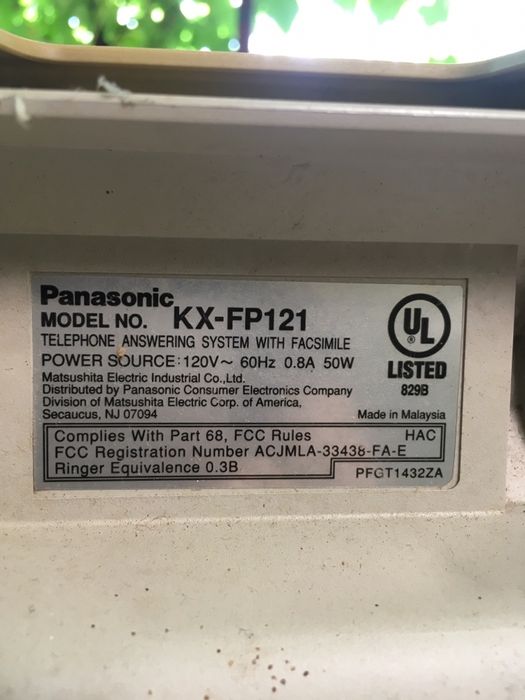 Panasonic
MODEL NO. KX-FP121
TELEPHONE ANSWERING SYSTEM WITH FACSIMILE
POWER SOURCE: 120V~ 60Hz 0.8A 50W
Matsushita Electric Industrial Co., Ltd.
Distributed by Panasonic Consumer Electronics Company
Division of Matsushita Electric Corp. of America,
Secaucus, NJ 07094
UL
®
LISTED
829B
Made in Malaysia
Complies With Part 68, FCC Rules HAC
FCC Registration Number ACJMLA-33438-FA-E
Ringer Equivalence 0.3B
PFGT1432ZA